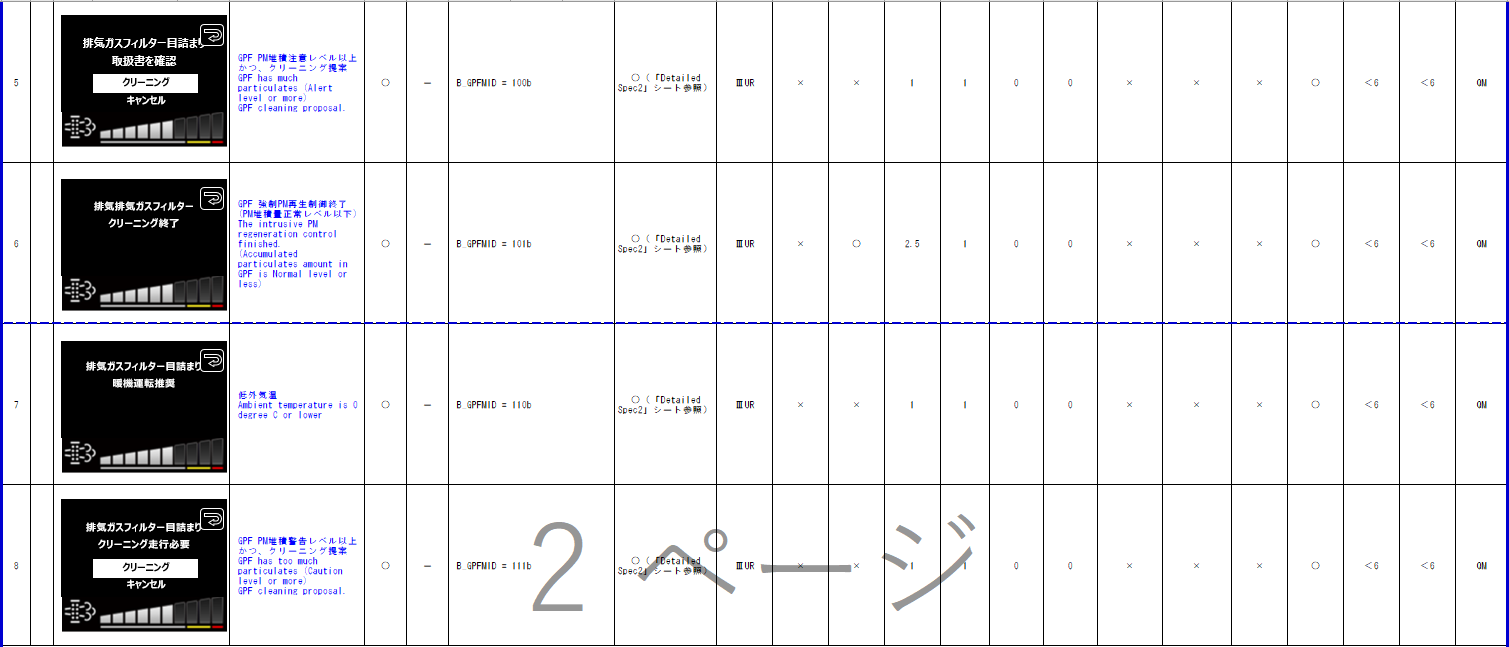 5
排気ガスフィルター目詰まり
取扱書を確認
クリーニング
キャンセル
GPF PM堆積注意レベル以上
かつ、クリーニング提案
GPF has much
particulates (Alert
level or more)
GPF cleaning proposal.
○
－
B_GPFMID = 100b
○（「Detailed
Spec2」シート参照）
ⅢUR
×
×
1
1
0
0
×
×
×
○
＜6
＜6
QM
6
排気排気ガスフィルター
クリーニング終了
GPF 強制PM再生制御終了
(PM堆積量正常レベル以下)
The intrusive PM
regeneration control
finished.
(Accumulated
particulates amount in
GPF is Normal level or
less)
○
－
B_GPFMID = 101b
○（「Detailed
Spec2」シート参照）
ⅢUR
×
○
2.5
1
0
0
×
×
×
○
＜6
＜6
QM
7
排気ガスフィルター目詰まり
暖機運転推奨
低外気温
Ambient temperature is 0
degree C or lower
○
－
B_GPFMID = 110b
○（「Detailed
Spec2」シート参照）
ⅢUR
×
×
1
1
0
0
×
×
×
○
＜6
＜6
QM
8
排気ガスフィルター目詰まり
クリーニング走行必要
クリーニング
キャンセル
GPF PM堆積警告レベル以上
かつ、クリーニング提案
GPF has too much
particulates (Caution
level or more)
GPF cleaning proposal.
○
－
B_GPFMID = 111b
○（「Detailed
Spec2」シート参照）
ⅢUR
×
×
1
1
0
0
×
×
×
○
＜6
＜6
QM
2 ページ